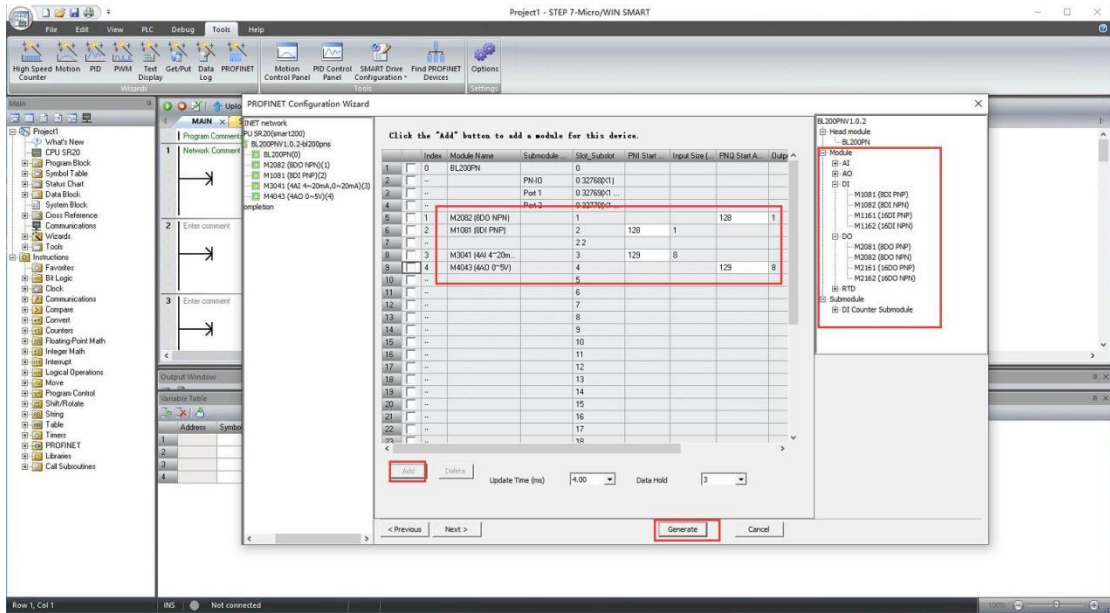 Project1 - STEP 7-Micro/WIN SMART
File Edit View PLC Debug Tools Help
High Speed Counter
Motion
PID
PWM
Text Display
Get/Put
Data Log
PROFINET
Motion Control Panel
PID Control Panel
SMART Drive Configuration
Find PROFINET Devices
Options
Wizards
Tools
Settings
Main
Project1
What's New
CPU SR20
Program Block
Symbol Table
Status Chart
Data Block
System Block
Cross Reference
Communications
Wizards
Tools
Instructions
Favorites
Bit Logic
Clock
Communications
Compare
Convert
Counters
Floating-Point Math
Integer Math
Interrupt
Logical Operations
Move
Program Control
Shift/Rotate
String
Table
Timers
PROFINET
Libraries
Call Subroutines
Uplo
MAIN
Program Comment
1 Network Comment
2 Enter comment
3 Enter comment
Output Window
Variable Table
Address Symbol
1
2
3
4
PROFINET Configuration Wizard
INET network
PU SR20(smart200)
BL200PNV1.0.2-bl200pns
BL200PN(0)
M2082 (8DO NPN)(1)
M1081 (8DI PNP)(2)
M3041 (4AI 4~20mA,0~20mA)(3)
M4043 (4AO 0~5V)(4)
ompletion
Click the "Add" button to add a module for this device.
Index Module Name Submodule ... Slot_Subslot PNI Start ... Input Size (... PNQ Start A... Outp
1 0 BL200PN 0
2 .. PN-IO 0 32768(X1)
3 .. Port 1 0 32769(X1 ...
4 .. Port 2 0 32770(X1 ...
5 1 M2082 (8DO NPN) 1 128 1
6 2 M1081 (8DI PNP) 2 128 1
7 .. 2 2
8 3 M3041 (4AI 4~20m... 3 129 8
9 4 M4043 (4AO 0~5V) 4 129 8
10 .. 5
11 .. 6
12 .. 7
13 .. 8
14 .. 9
15 .. 10
16 .. 11
17 .. 12
18 .. 13
19 .. 14
20 .. 15
21 .. 16
22 .. 17
23 .. 18
Add
Delete
Update Time (ms) 4.00
Data Hold 3
< Previous
Next >
Generate
Cancel
BL200PNV1.0.2
Head module
BL200PN
Module
AI
AO
DI
M1081 (8DI PNP)
M1082 (8DI NPN)
M1161 (16DI PNP)
M1162 (16DI NPN)
DO
M2081 (8DO PNP)
M2082 (8DO NPN)
M2161 (16DO PNP)
M2162 (16DO NPN)
RTD
Submodule
DI Counter Submodule
Row 1, Col 1
INS
Not connected
100%